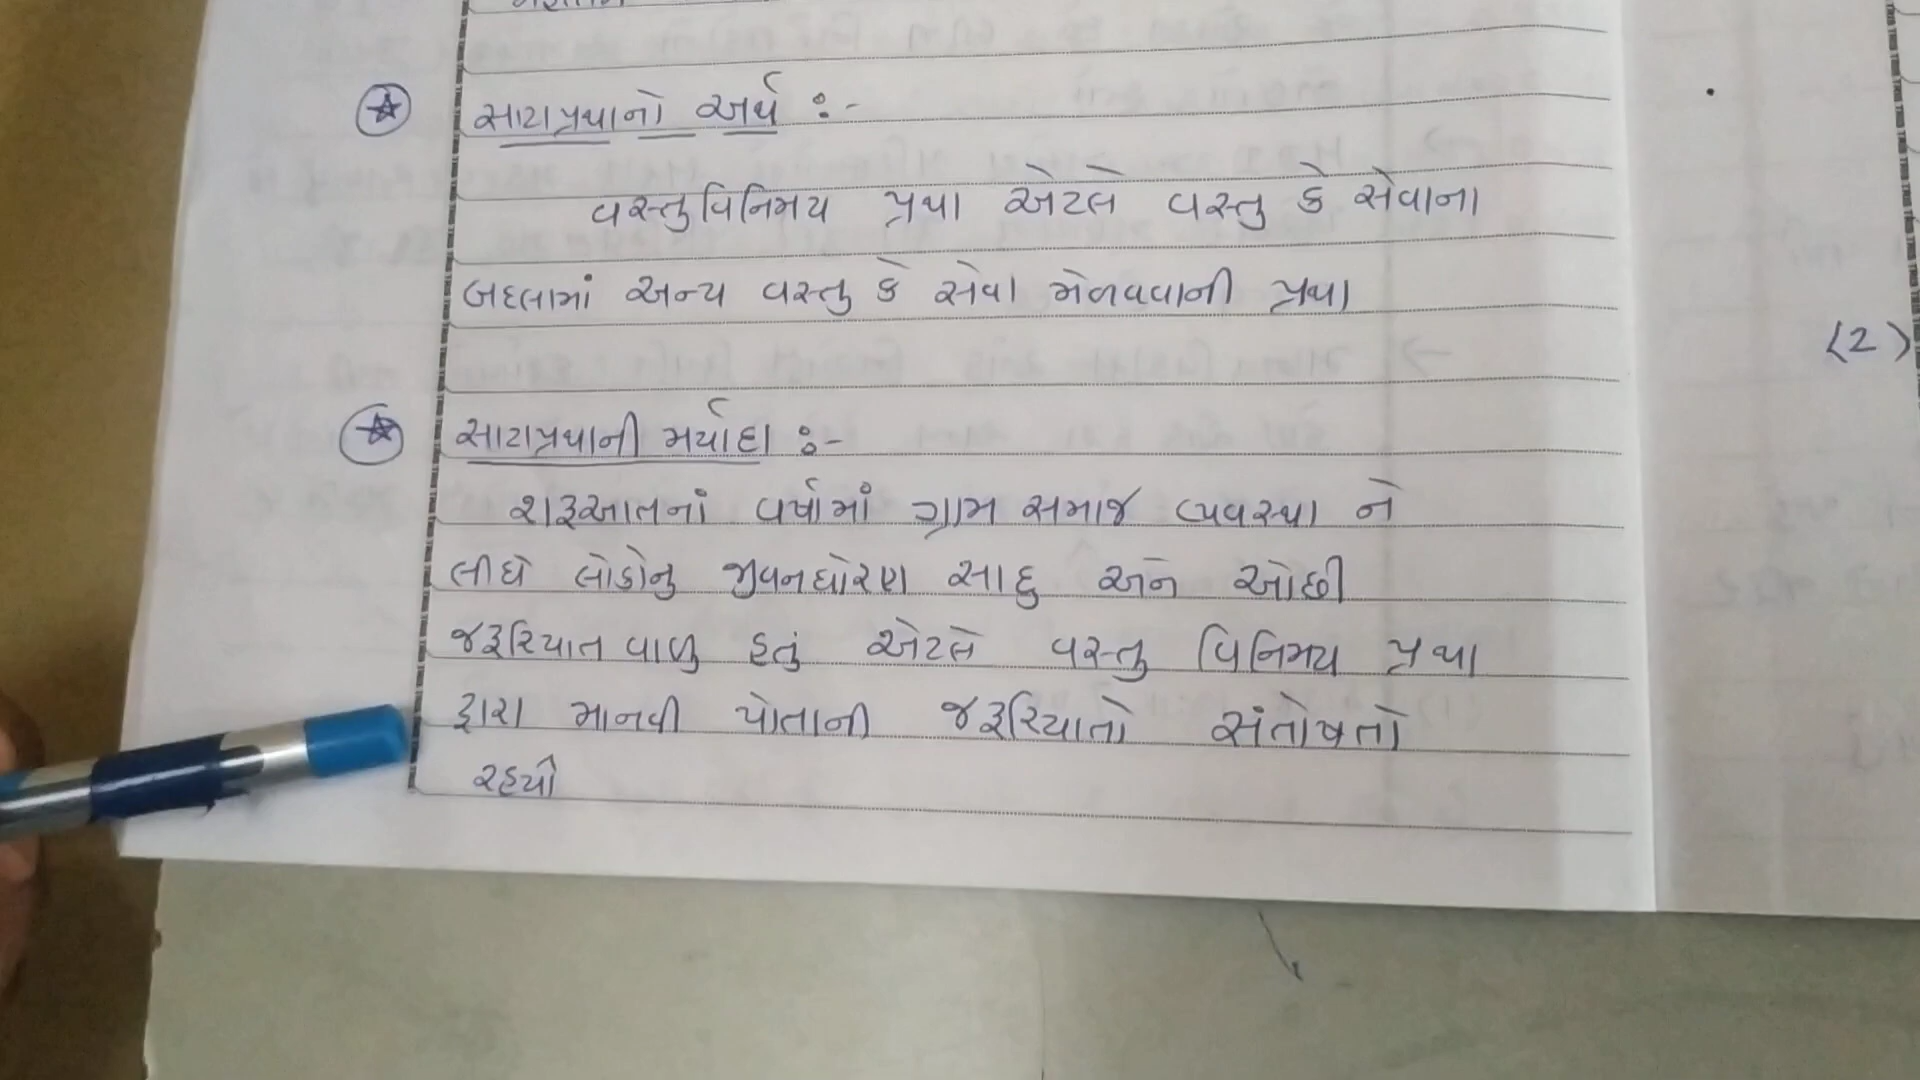 સાટાપ્રથાનો અર્થ :-
વસ્તુવિનિમય પ્રથા એટલે વસ્તુ કે સેવાના
બદલામાં અન્ય વસ્તુ કે સેવા મેળવવાની પ્રથા
(2)
સાટાપ્રથાની મર્યાદા :-
શરૂઆતનાં વર્ષોમાં ગ્રામ સમાજ વ્યવસ્થા ને
લીધે લોકોનુ જીવનધોરણ સાદુ અને ઓછી
જરૂરિયાત વાળુ હતું એટલે વસ્તુ વિનિમય પ્રથા
દ્વારા માનવી પોતાની જરૂરિયાતો સંતોષતો
રહયો